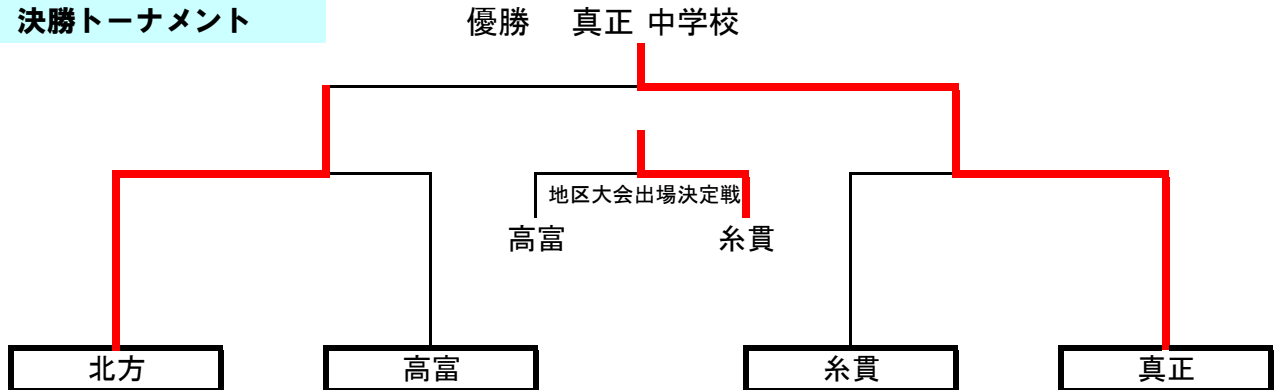 決勝トーナメント
優勝 真正 中学校
地区大会出場決定戦
高富 糸貫
北方 高富 糸貫 真正